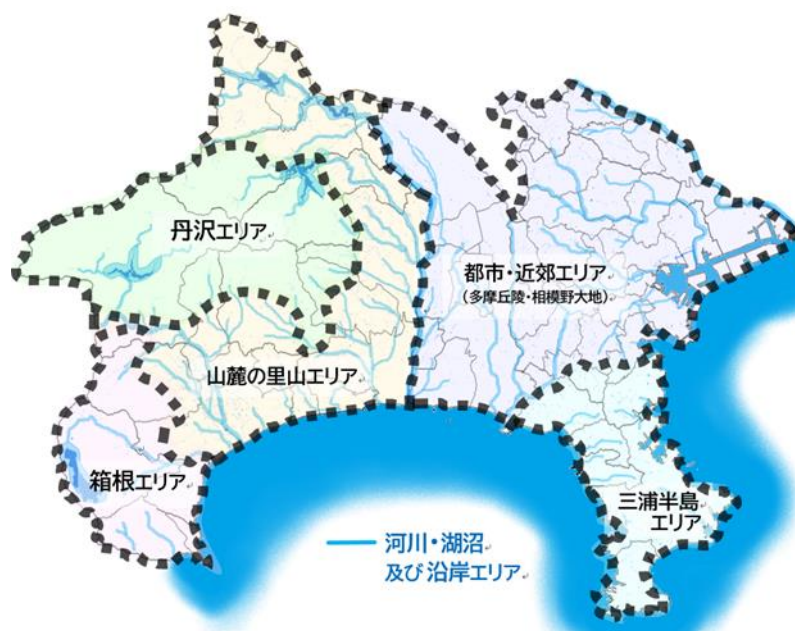 丹沢エリア
都市・近郊エリア
(多摩丘陵・相模野大地)
山麓の里山エリア
箱根エリア
三浦半島
エリア
河川・湖沼
及び沿岸エリア